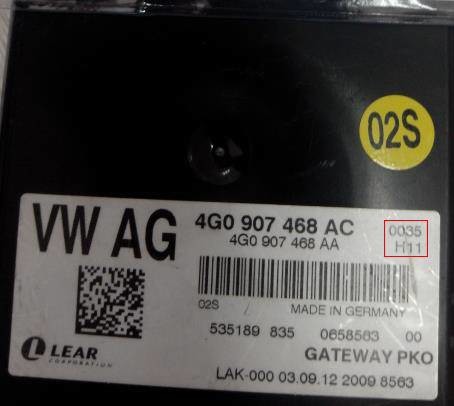 02S
VW AG
4G0 907 468 AC
0035
4G0 907 468 AA
H11
02S
MADE IN GERMANY
535189 835 0658563 00
LEAR
CORPORATION
GATEWAY PKO
LAK-000 03.09.12 2009 8563